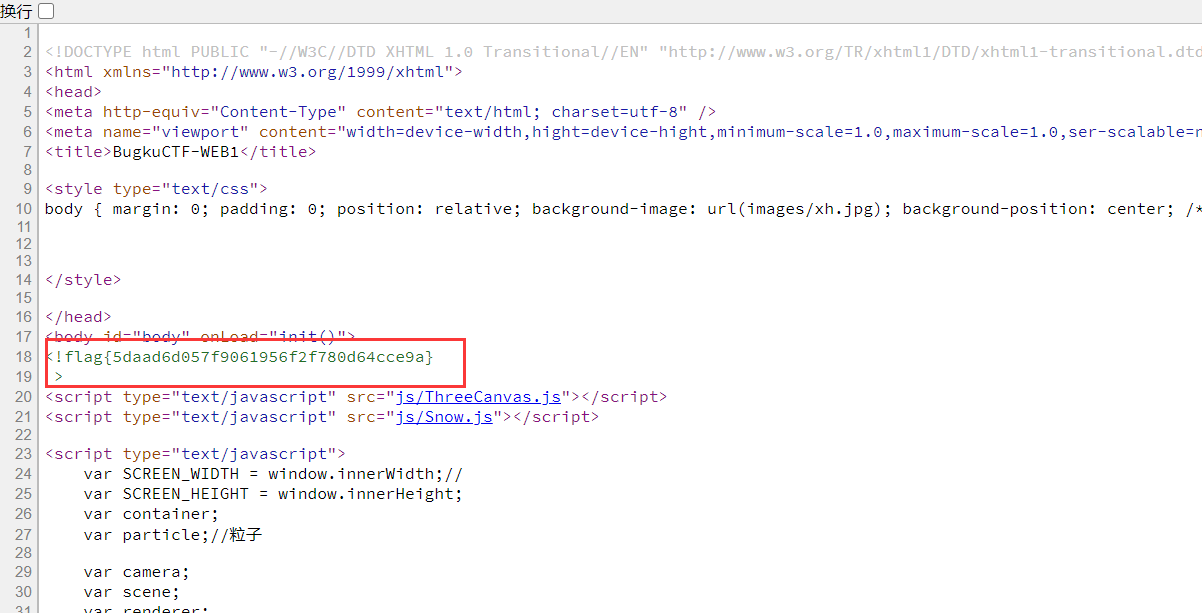 换行
1
2 <!DOCTYPE html PUBLIC "-//W3C//DTD XHTML 1.0 Transitional//EN" "http://www.w3.org/TR/xhtml1/DTD/xhtml1-transitional.dtd
3 <html xmlns="http://www.w3.org/1999/xhtml">
4 <head>
5 <meta http-equiv="Content-Type" content="text/html; charset=utf-8" />
6 <meta name="viewport" content="width=device-width,hight=device-hight,minimum-scale=1.0,maximum-scale=1.0,ser-scalable=n
7 <title>BugkuCTF-WEB1</title>
8
9 <style type="text/css">
10 body { margin: 0; padding: 0; position: relative; background-image: url(images/xh.jpg); background-position: center; /*
11
12
13
14 </style>
15
16 </head>
17 <body id="body" onLoad="init()">
18 <!flag{5daad6d057f9061956f2f780d64cce9a}
19 >
20 <script type="text/javascript" src="js/ThreeCanvas.js"></script>
21 <script type="text/javascript" src="js/Snow.js"></script>
22
23 <script type="text/javascript">
24 var SCREEN_WIDTH = window.innerWidth;//
25 var SCREEN_HEIGHT = window.innerHeight;
26 var container;
27 var particle;//粒子
28
29 var camera;
30 var scene;
31 var renderer;